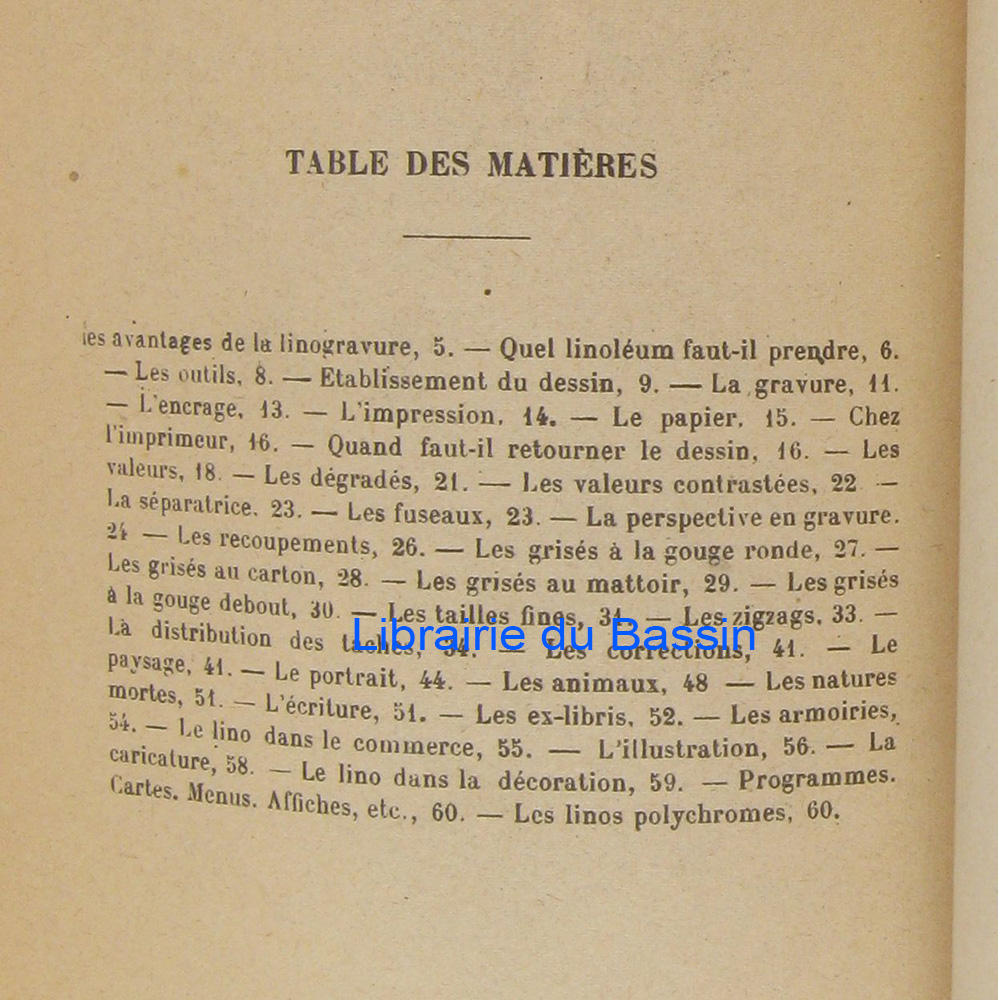 TABLE DES MATIÈRES
les avantages de la linogravure, 5. — Quel linoléum faut-il prendre, 6.
— Les outils, 8. — Etablissement du dessin, 9. — La gravure, 11.
— L'encrage, 13. — L'impression, 14. — Le papier, 15. — Chez
l'imprimeur, 16. — Quand faut-il retourner le dessin, 16. — Les
valeurs, 18. — Les dégradés, 21. — Les valeurs contrastées, 22 —
La séparatrice, 23. — Les fuseaux, 23. — La perspective en gravure,
24 — Les recoupements, 26. — Les grisés à la gouge ronde, 27. —
Les grisés au carton, 28. — Les grisés au mattoir, 29. — Les grisés
à la gouge debout, 30. — Les tailles fines, 31. — Les zigzags, 33. —
La distribution des taches, 34. — Les corrections, 41. — Le
Librairie du Bassin
paysage, 41. — Le portrait, 44. — Les animaux, 48 — Les natures
mortes, 51. — L'écriture, 51. — Les ex-libris, 52. — Les armoiries,
54. — Le lino dans le commerce, 55. — L'illustration, 56. — La
caricature, 58. — Le lino dans la décoration, 59. — Programmes.
Cartes. Menus. Affiches, etc., 60. — Les linos polychromes, 60.